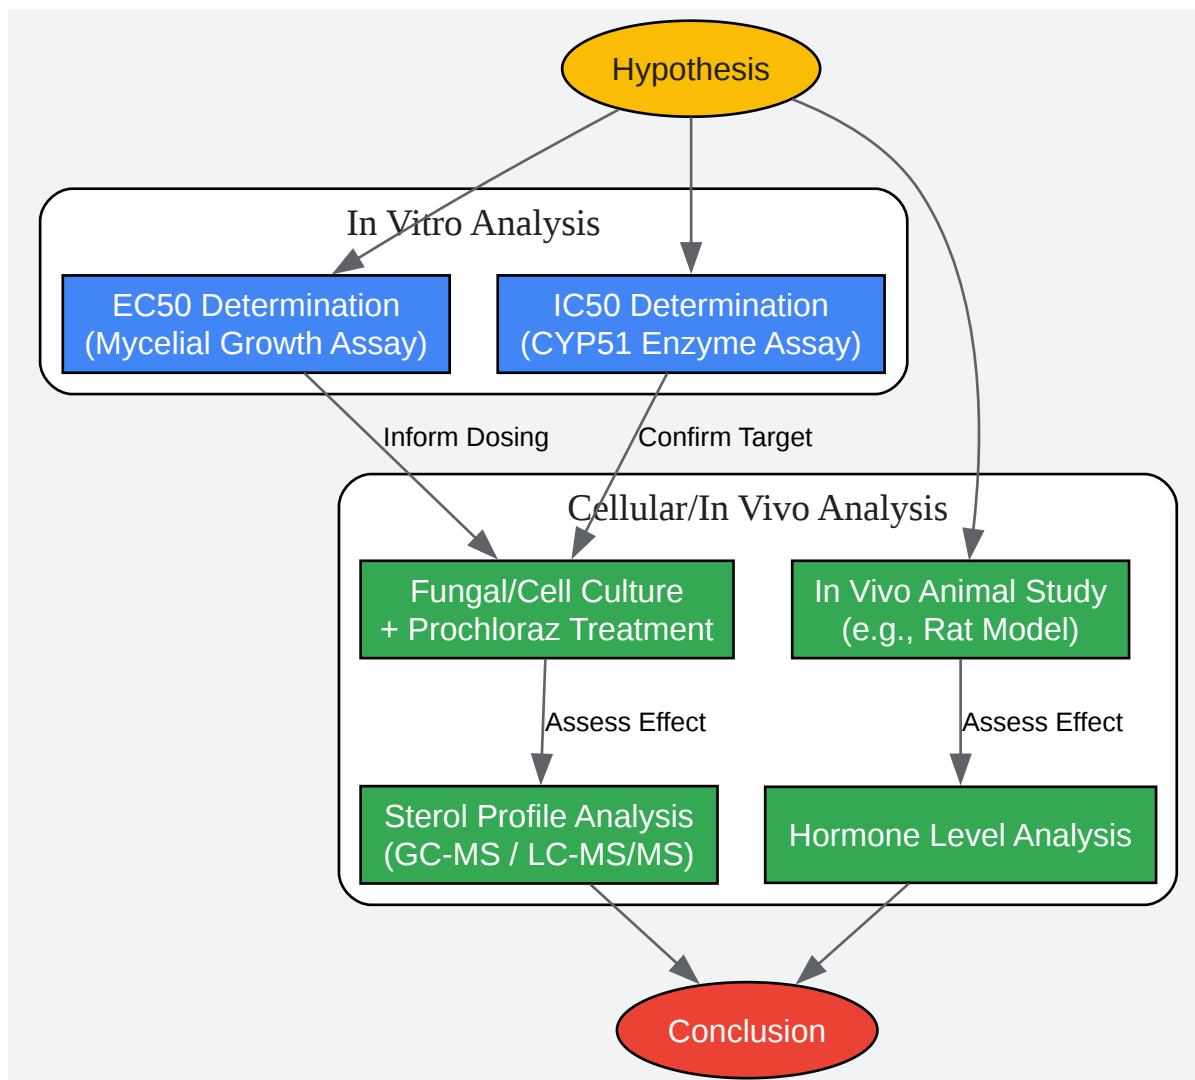 Hypothesis
In Vitro Analysis
EC50 Determination
(Mycelial Growth Assay)
IC50 Determination
(CYP51 Enzyme Assay)
Inform Dosing
Confirm Target
Cellular/In Vivo Analysis
Fungal/Cell Culture
+ Prochloraz Treatment
In Vivo Animal Study
(e.g., Rat Model)
Assess Effect
Assess Effect
Sterol Profile Analysis
(GC-MS / LC-MS/MS)
Hormone Level Analysis
Conclusion